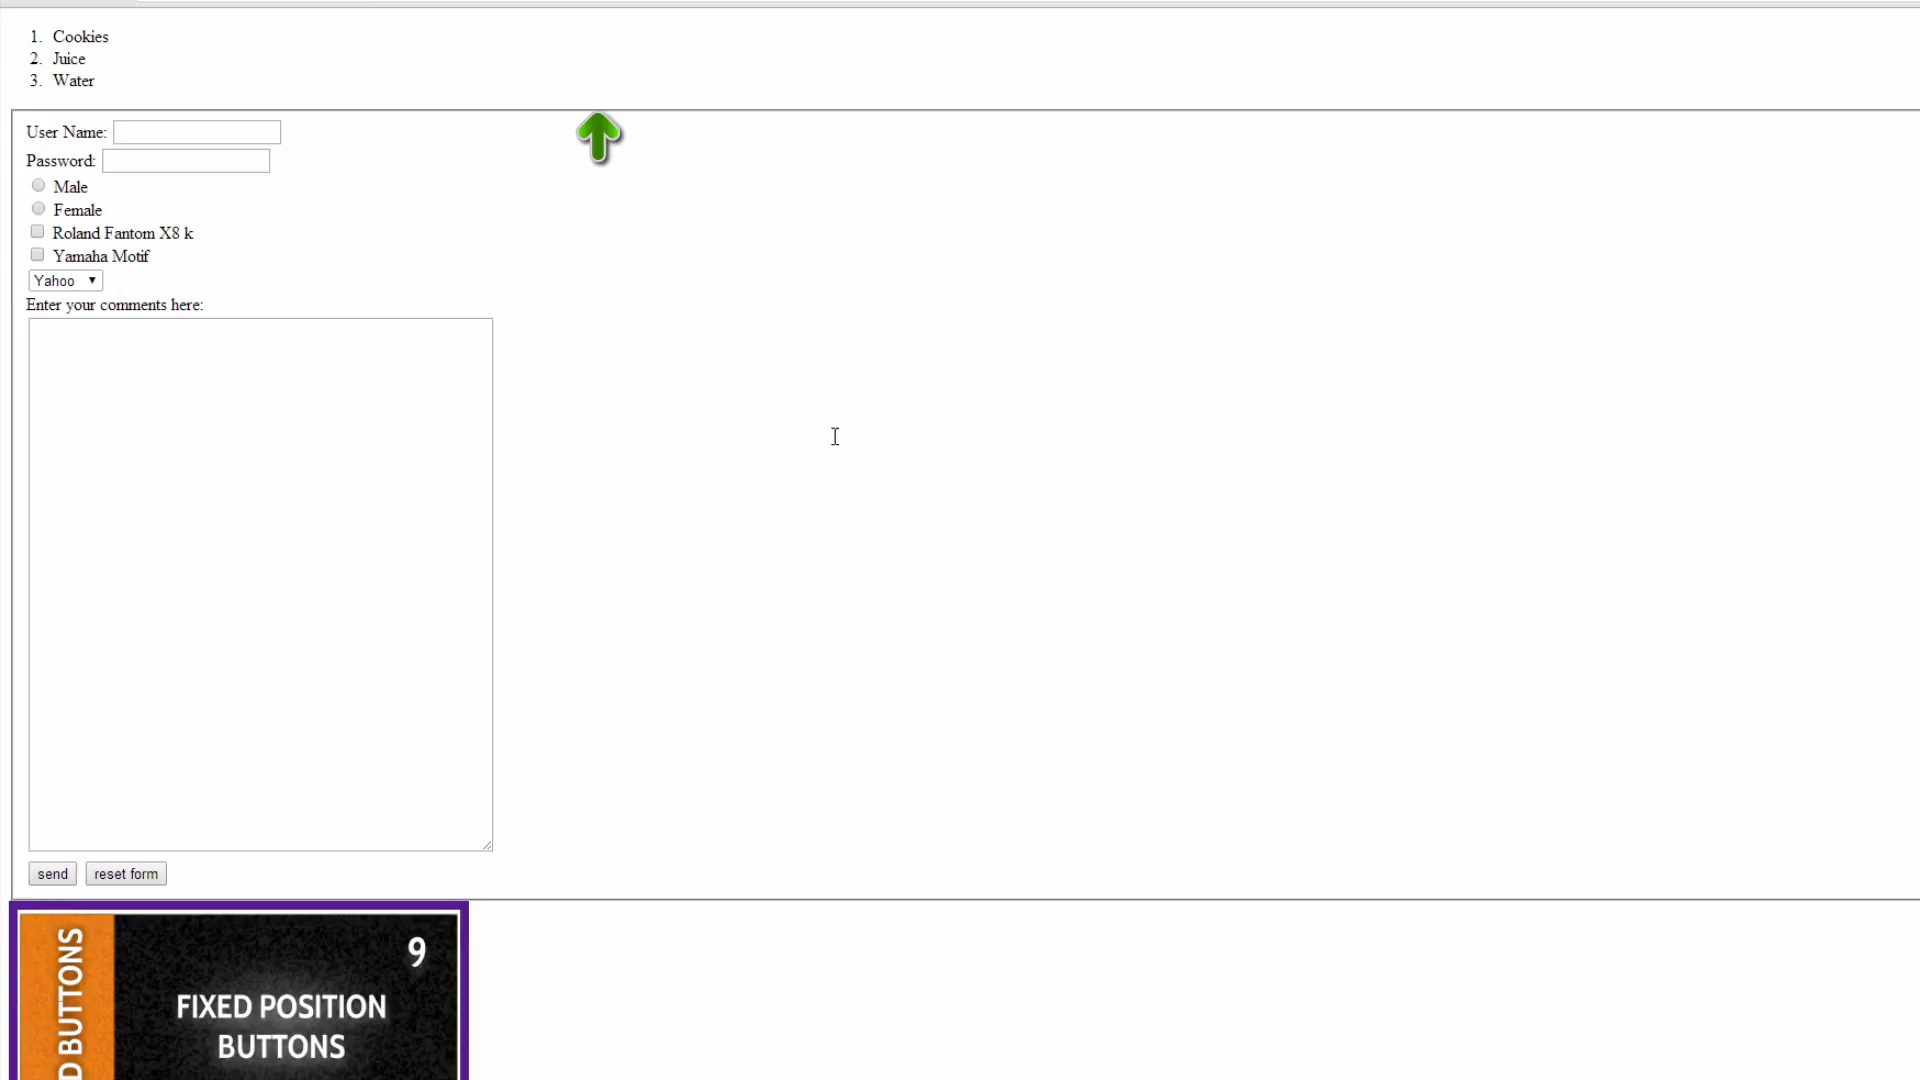 1. Cookies
2. Juice
3. Water
User Name:
Password:
Male
Female
Roland Fantom X8 k
Yamaha Motif
Yahoo
Enter your comments here:
send reset form
9
FIXED POSITION
BUTTONS
D BUTTONS